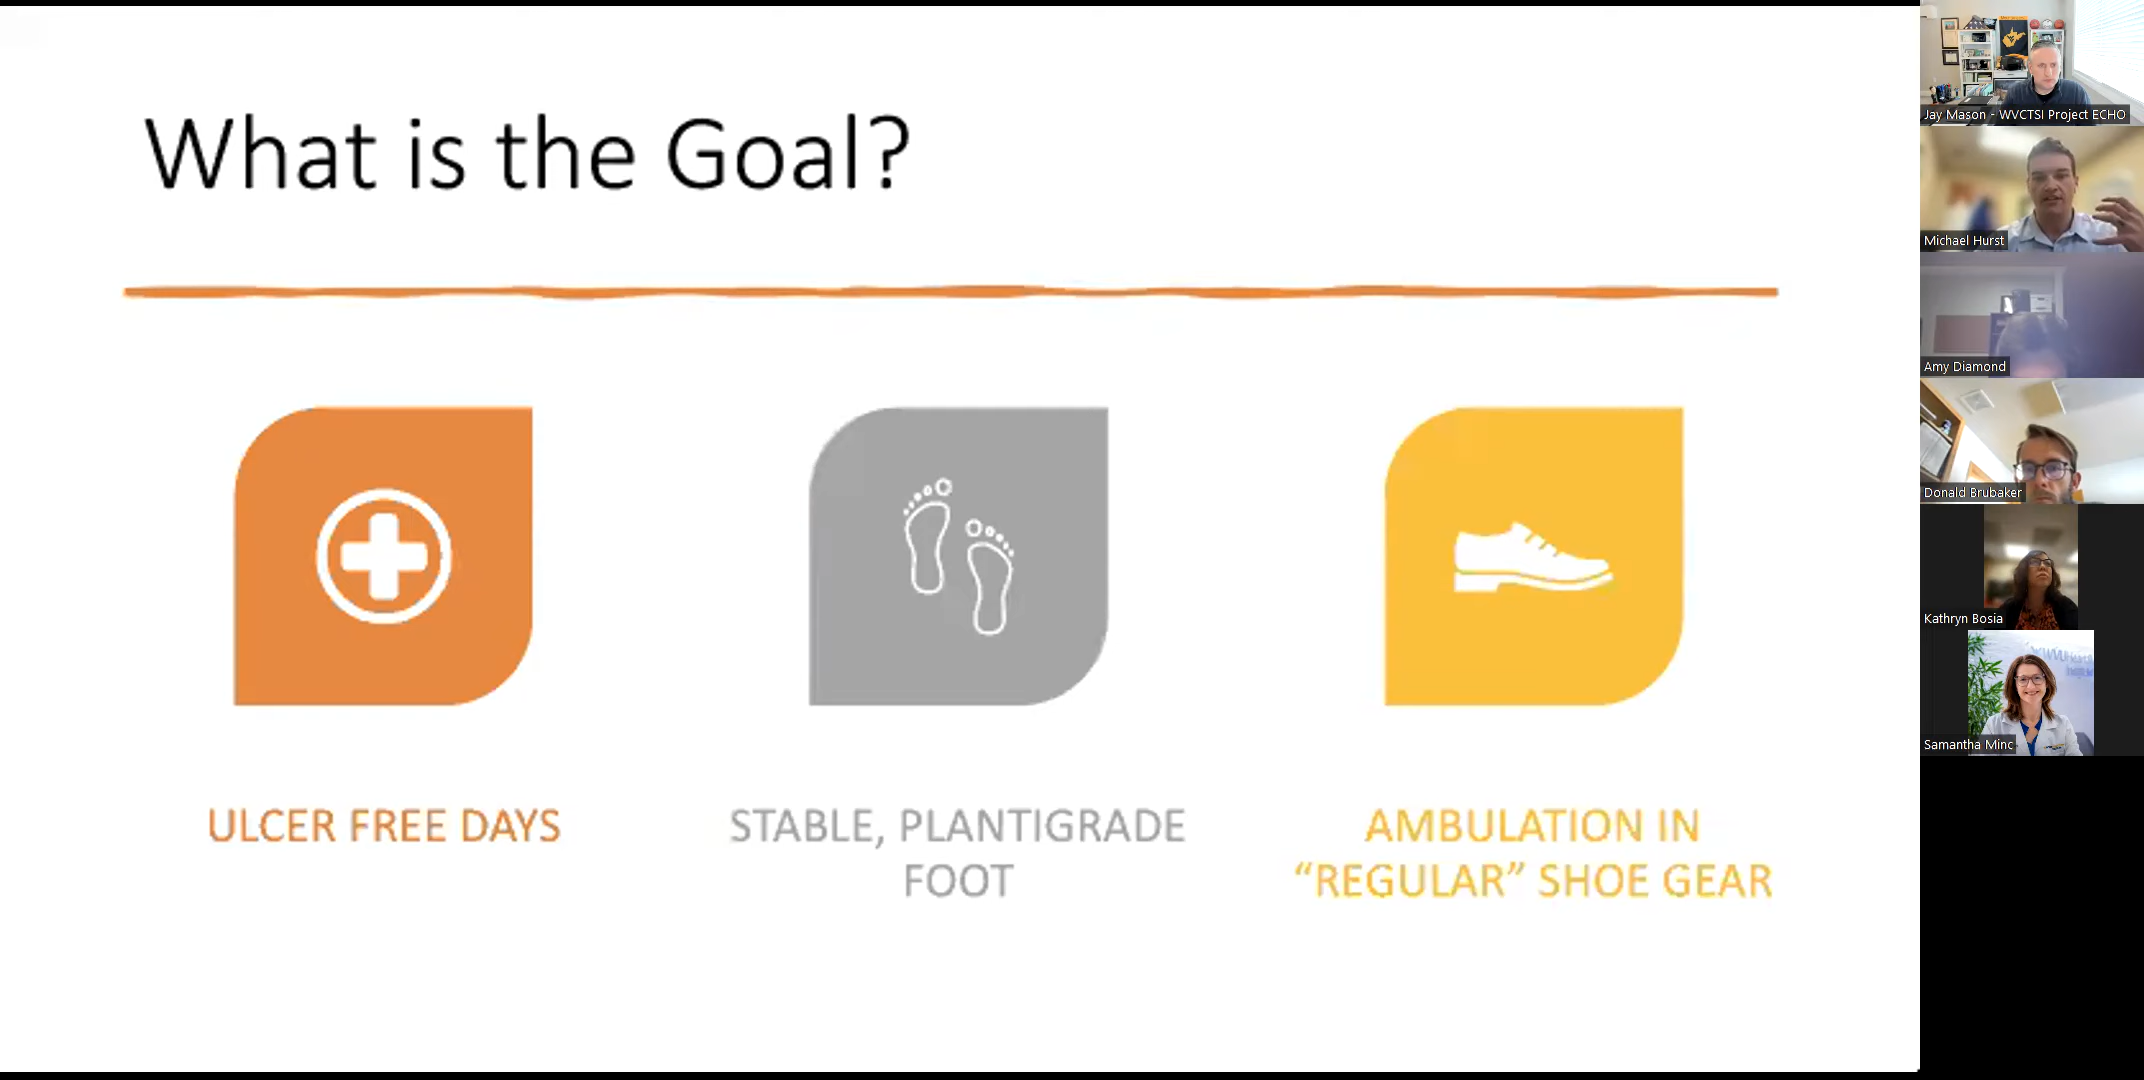 What is the Goal?
ULCER FREE DAYS
STABLE, PLANTIGRADE
FOOT
AMBULATION IN
“REGULAR” SHOE GEAR
Jay Mason - WVCTSI Project ECHO
Michael Hurst
Amy Diamond
Donald Brubaker
Kathryn Bosia
Samantha Minc